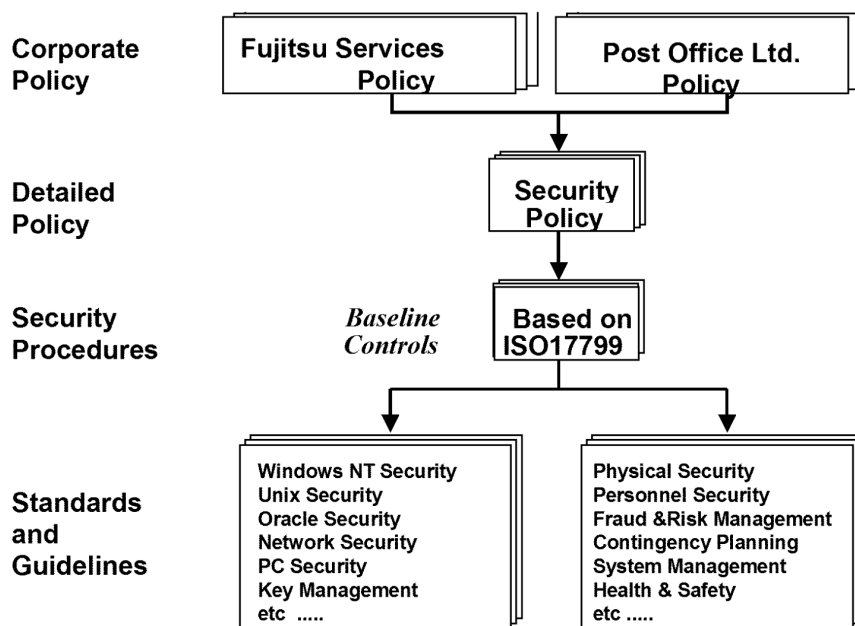 Corporate
Policy
Fujitsu Services
Policy
Post Office Ltd.
Policy
Detailed
Policy
Security
Policy
Security
Procedures
Baseline
Controls
Based on
ISO17799
Standards
and
Guidelines
Windows NT Security
Unix Security
Oracle Security
Network Security
PC Security
Key Management
etc .....
Physical Security
Personnel Security
Fraud &Risk Management
Contingency Planning
System Management
Health & Safety
etc .....